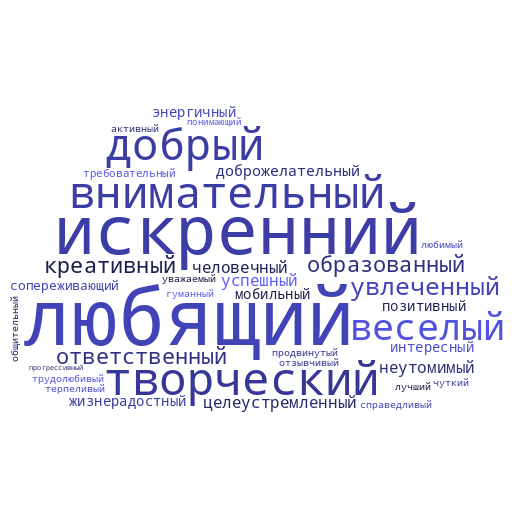 энергичный
понимающий
активный
добрый
требовательный
доброжелательный
внимательный
искренний
любимый
креативный
человечный
образованный
уважаемый
сопереживающий
успешный
увлеченный
гуманный
мобильный
общительный
любящий
позитивный
веселый
интересный
ответственный
продвинутый
отзывчивый
прогрессивный
творческий
неутомимый
трудолюбивый
терпеливый
лучший
чуткий
жизнерадостный
целеустремленный
справедливый